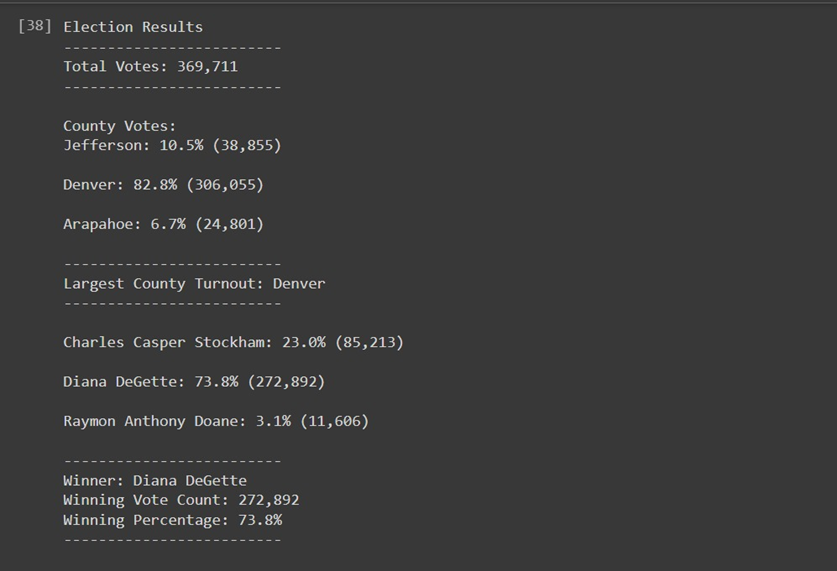 [38] Election Results
-------------------------
Total Votes: 369,711
-------------------------
County Votes:
Jefferson: 10.5% (38,855)
Denver: 82.8% (306,055)
Arapahoe: 6.7% (24,801)
-------------------------
Largest County Turnout: Denver
-------------------------
Charles Casper Stockham: 23.0% (85,213)
Diana DeGette: 73.8% (272,892)
Raymon Anthony Doane: 3.1% (11,606)
-------------------------
Winner: Diana DeGette
Winning Vote Count: 272,892
Winning Percentage: 73.8%
-------------------------